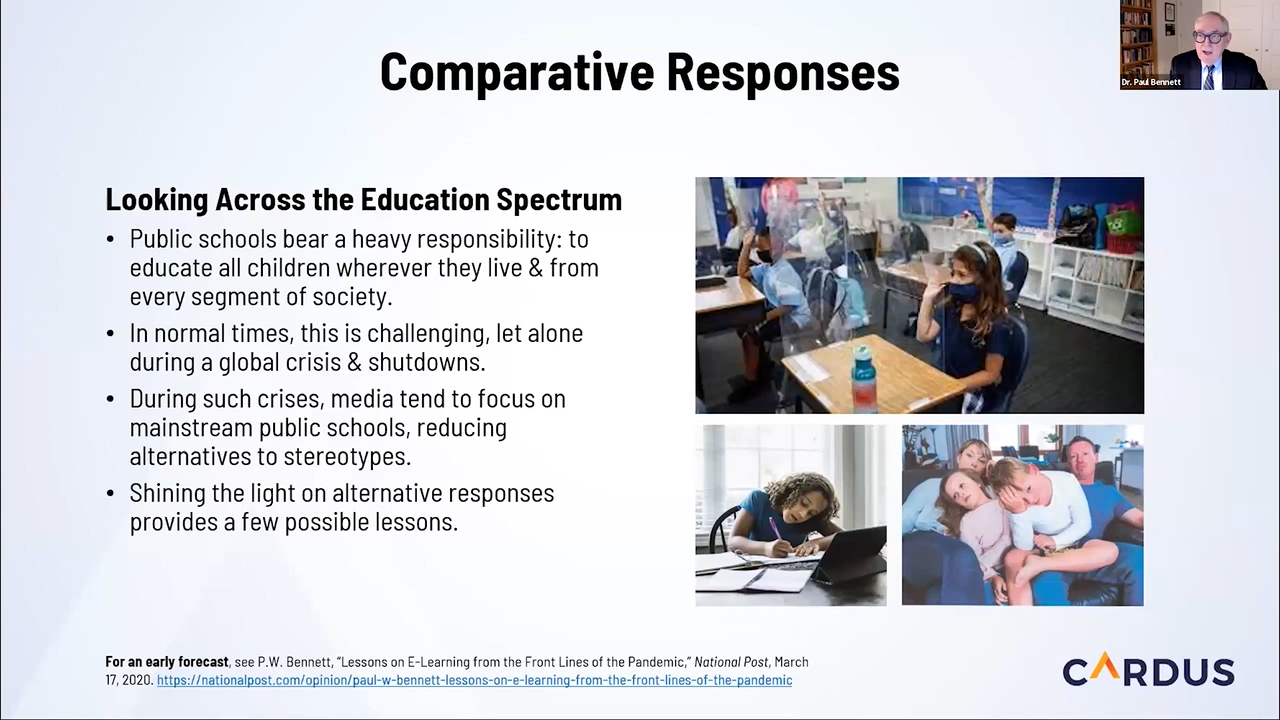 Comparative Responses
Dr. Paul Bennett
Looking Across the Education Spectrum
• Public schools bear a heavy responsibility: to
educate all children wherever they live & from
every segment of society.
• In normal times, this is challenging, let alone
during a global crisis & shutdowns.
• During such crises, media tend to focus on
mainstream public schools, reducing
alternatives to stereotypes.
• Shining the light on alternative responses
provides a few possible lessons.
For an early forecast, see P.W. Bennett, “Lessons on E-Learning from the Front Lines of the Pandemic,” National Post, March
17, 2020. https://nationalpost.com/opinion/paul-w-bennett-lessons-on-e-learning-from-the-front-lines-of-the-pandemic
CARDUS